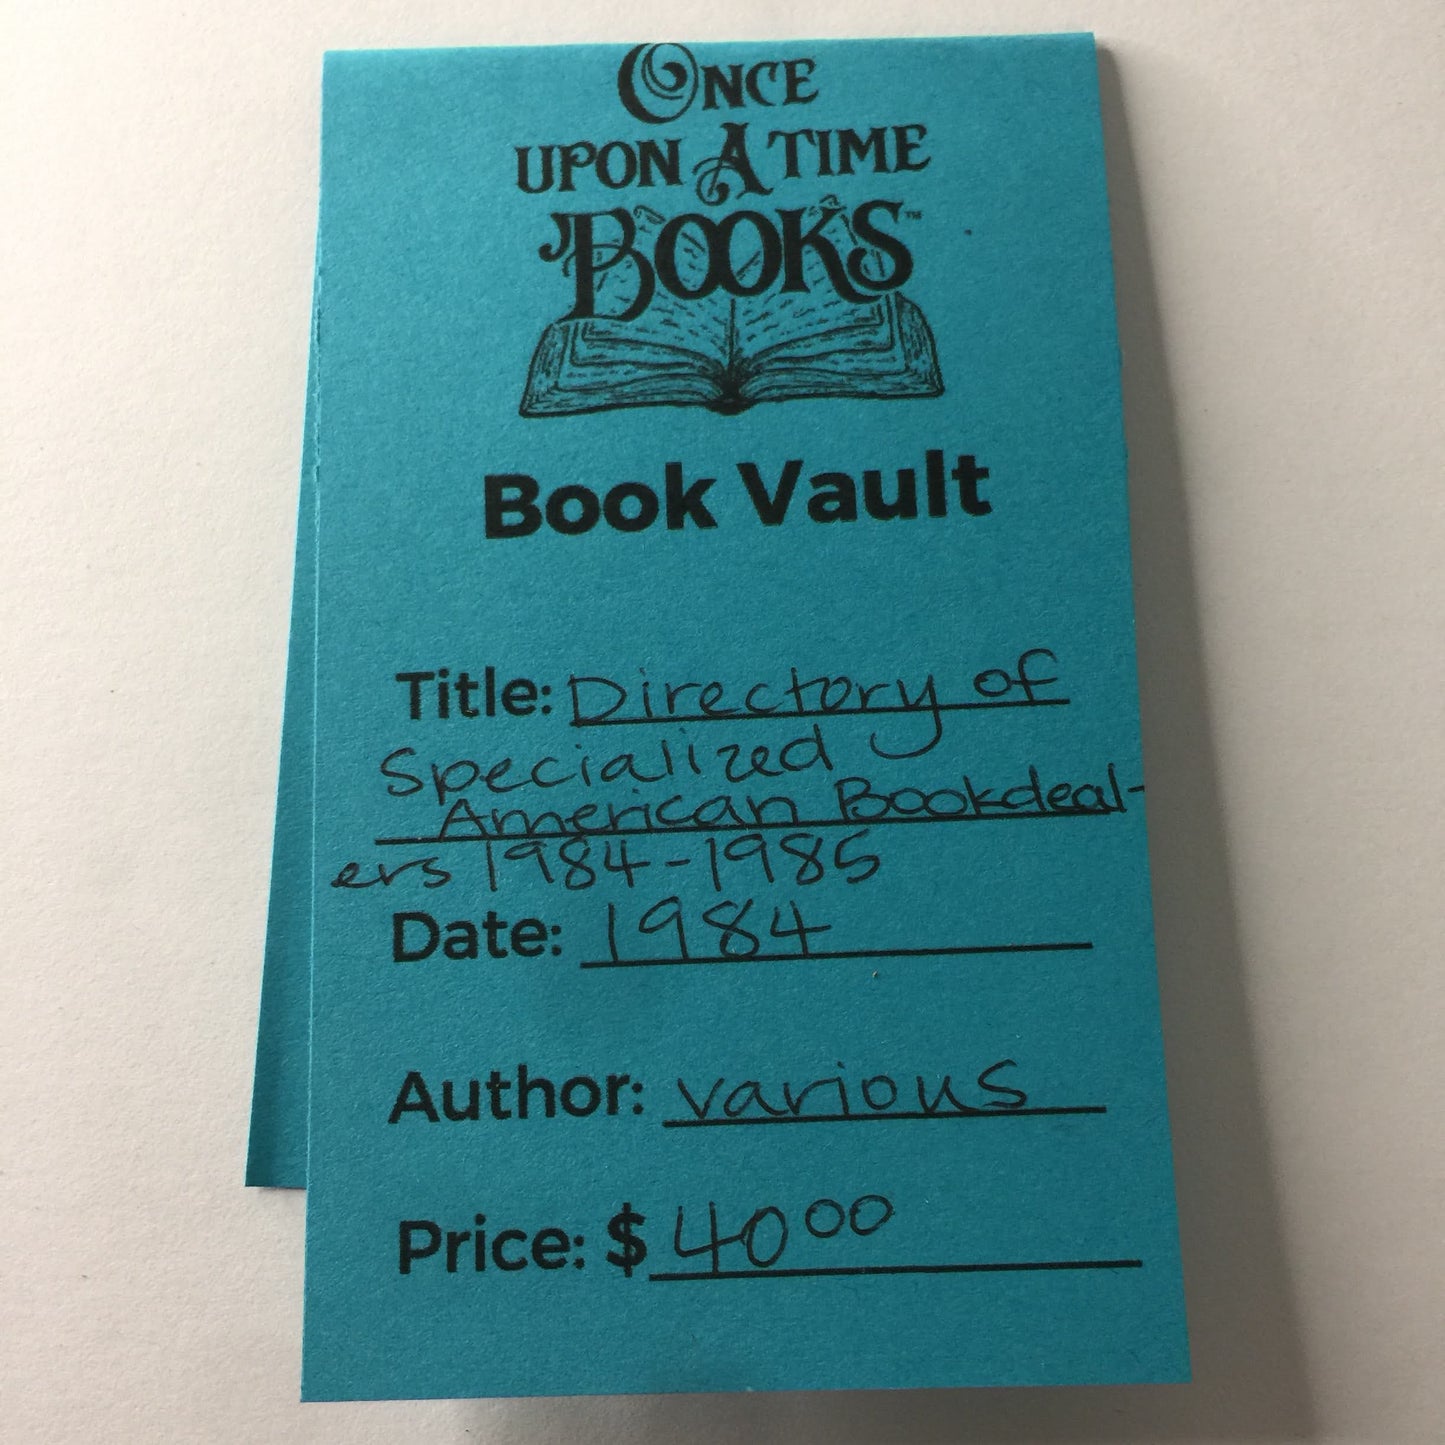 ONCE
UPON A TIME
BOOKS™
Book Vault
Title: Directory of
Specialized
American Bookdeal-
ers 1984-1985
Date: 1984
Author: various
Price: $ 40 00